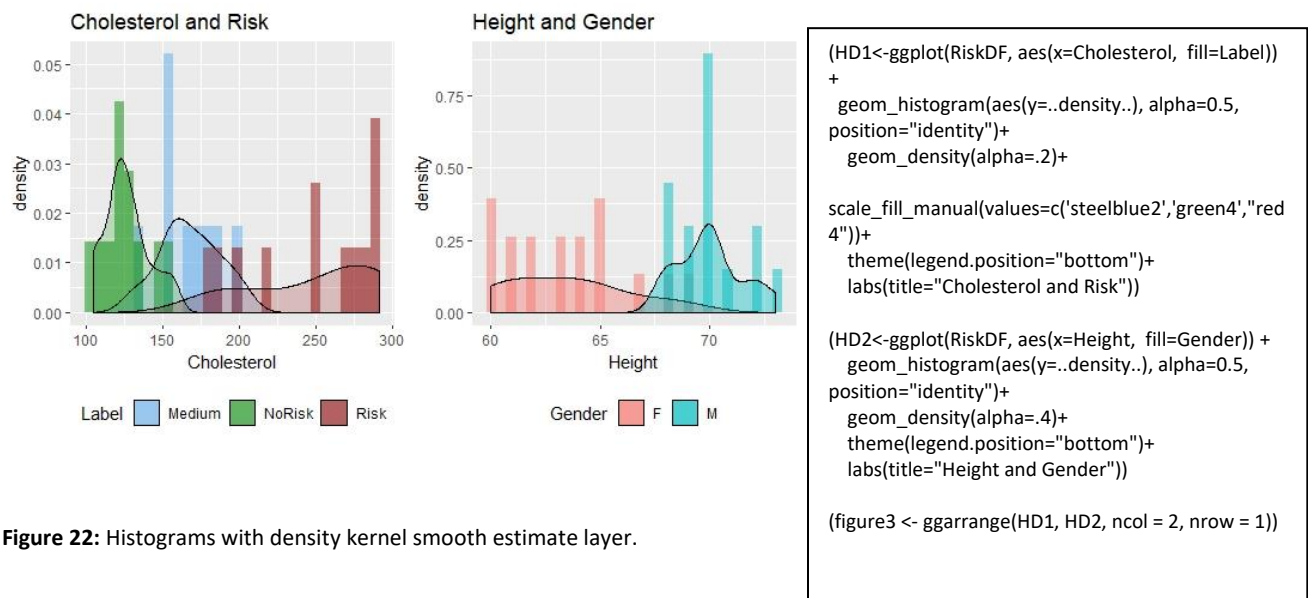 Cholesterol and Risk
0.05
0.04
0.03
0.02
0.01
0.00
density
100 150 200 250 300
Cholesterol
Label Medium NoRisk Risk
Height and Gender
0.75
0.50
0.25
0.00
density
60 65 70
Height
Gender F M
(HD1<-ggplot(RiskDF, aes(x=Cholesterol, fill=Label))
+
geom_histogram(aes(y=..density..), alpha=0.5,
position="identity")+
geom_density(alpha=.2)+
scale_fill_manual(values=c('steelblue2','green4',"red
4"))+
theme(legend.position="bottom")+
labs(title="Cholesterol and Risk"))
(HD2<-ggplot(RiskDF, aes(x=Height, fill=Gender)) +
geom_histogram(aes(y=..density..), alpha=0.5,
position="identity")+
geom_density(alpha=.4)+
theme(legend.position="bottom")+
labs(title="Height and Gender"))
(figure3 <- ggarrange(HD1, HD2, ncol = 2, nrow = 1))
Figure 22: Histograms with density kernel smooth estimate layer.